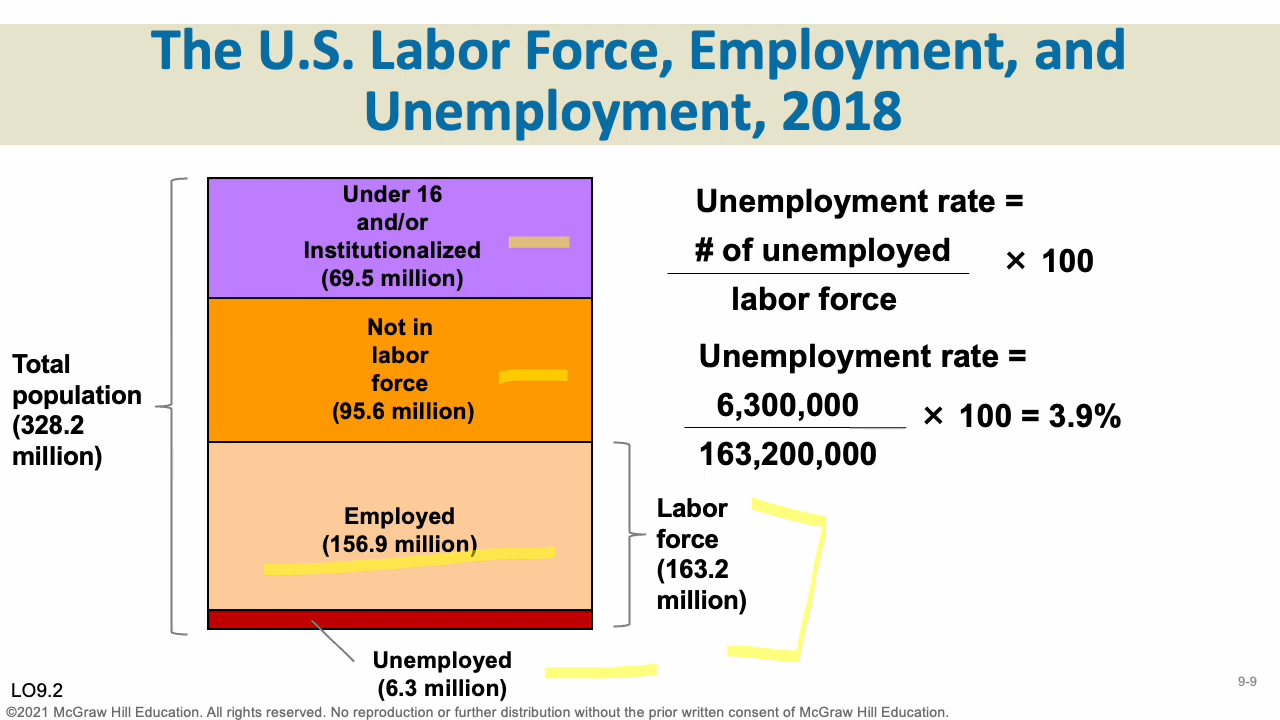 The U.S. Labor Force, Employment, and
Unemployment, 2018
Total
population
(328.2
million)
Under 16
and/or
Institutionalized
(69.5 million)
Not in
labor
force
(95.6 million)
Employed
(156.9 million)
Unemployed
(6.3 million)
Labor
force
(163.2
million)
Unemployment rate =
# of unemployed
labor force
× 100
Unemployment rate =
6,300,000
163,200,000
× 100 = 3.9%
LO9.2
9-9
©2021 McGraw Hill Education. All rights reserved. No reproduction or further distribution without the prior written consent of McGraw Hill Education.